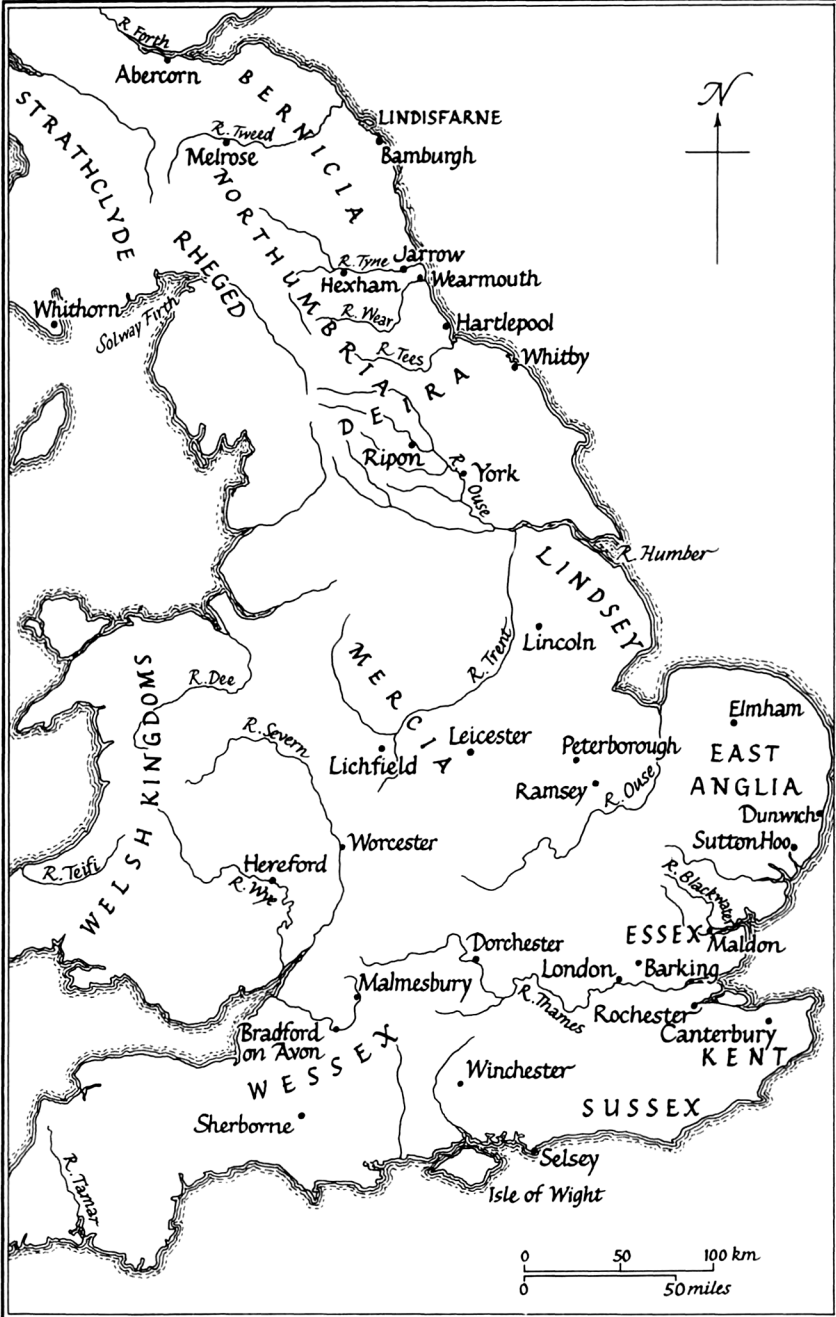 R. Forth
Abercorn
BERNICIA
N
STRATHCLYDE
LINDISFARNE
R. Tweed
Melrose
Bamburgh
NORTHUMBRIA
RHEGED
R. Tyne
Jarrow
Hexham
Wearmouth
Whithorn
Solway Firth
R. Wear
Hartlepool
R. Tees
Whitby
DEIRA
Ripon
R. Ouse
York
R. Humber
LINDSEY
Lincoln
R. Trent
MERCIA
R. Dee
WELSH KINGDOMS
R. Severn
Lichfield
Leicester
Peterborough
Ramsey
R. Ouse
Elmham
EAST
ANGLIA
Dunwich
Sutton Hoo
Worcester
R. Teifi
Hereford
R. Wye
R. Blackwater
ESSEX
Maldon
Dorchester
London
Barking
Malmesbury
R. Thames
Rochester
Canterbury
KENT
Bradford
on Avon
WESSEX
Winchester
SUSSEX
Sherborne
Selsey
Isle of Wight
R. Tamar
0 50 100 km
0 50 miles